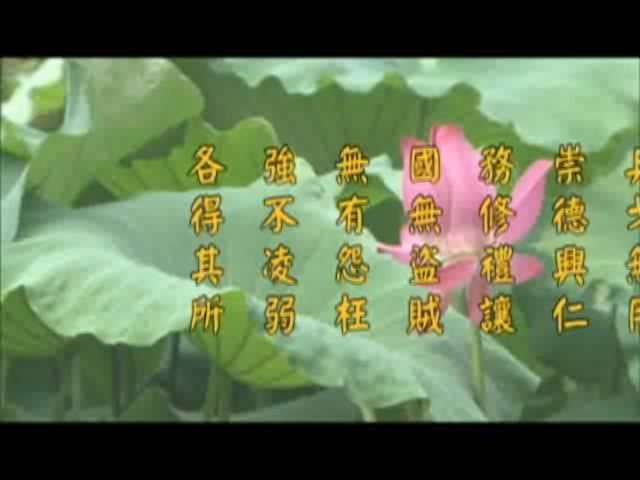 崇德興仁
務修禮讓
國無盜賊
無有怨枉
強不凌弱
各得其所